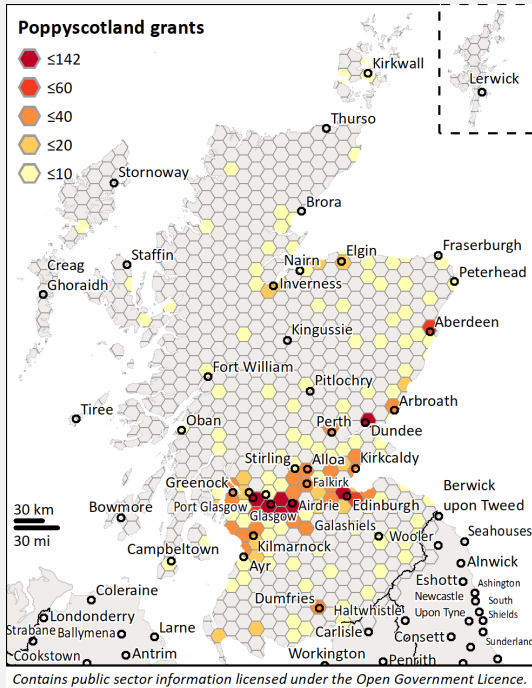 Poppyscotland grants
≤142
≤60
≤40
≤20
≤10
Kirkwall
Lerwick
Thurso
Stornoway
Brora
Staffin
Elgin
Fraserburgh
Nairn
Creag
Ghoraidh
Peterhead
Inverness
Aberdeen
Kingussie
Fort William
Pitlochry
Tiree
Arbroath
Oban
Perth
Dundee
Stirling
Alloa
Kirkcaldy
Greenock
Falkirk
Berwick
upon Tweed
Port Glasgow
Airdrie
Edinburgh
30 km
30 mi
Bowmore
Glasgow
Galashiels
Wooler
Seahouses
Campbeltown
Kilmarnock
Ayr
Alnwick
Eshott
Ashington
Coleraine
Dumfries
Haltwhistle
Newcastle
Upon Tyne
South
Shields
Londonderry
Strabane
Ballymena
Larne
Carlisle
Consett
Sunderland
Cookstown
Antrim
Workington
Penrith
Contains public sector information licensed under the Open Government Licence.